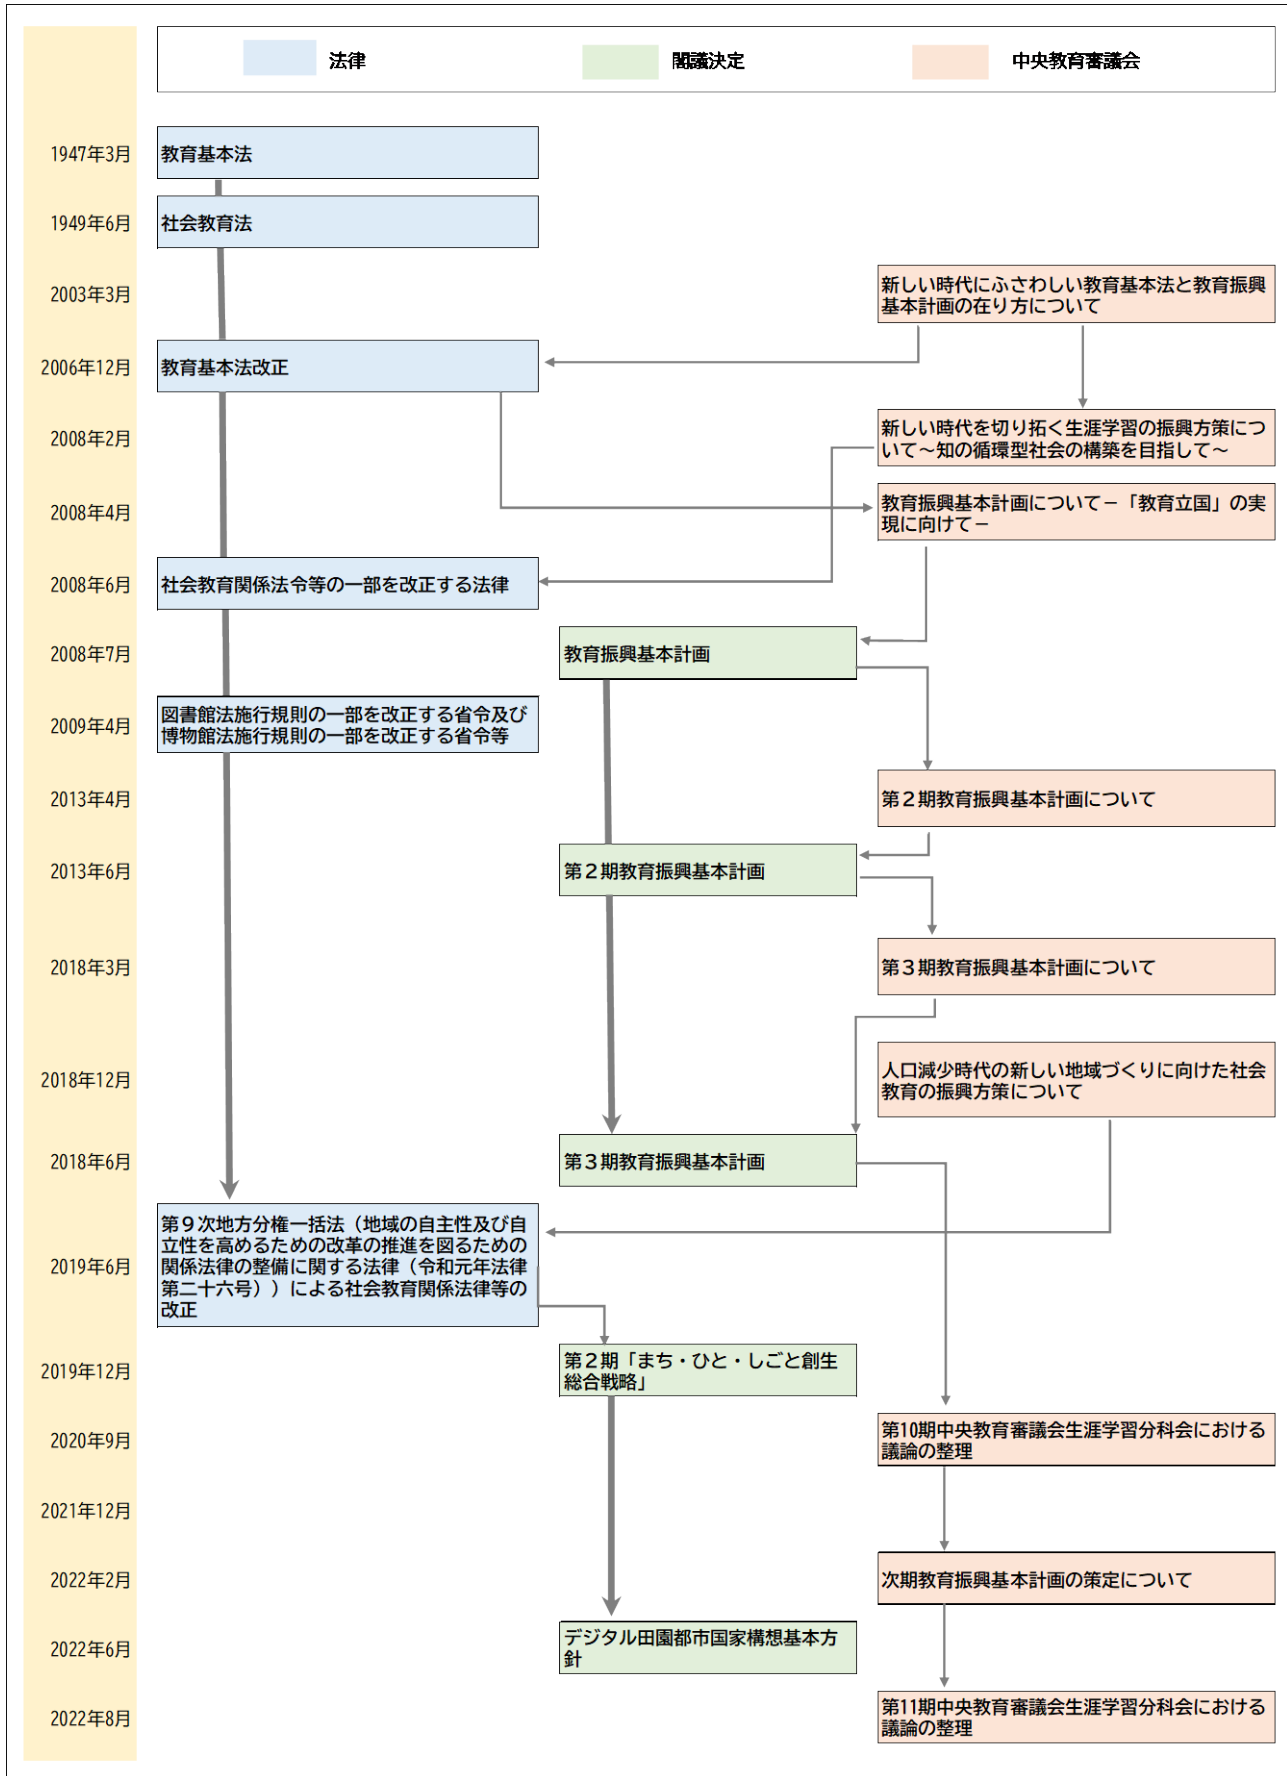 法律
閣議決定
中央教育審議会
1947年3月
教育基本法
1949年6月
社会教育法
2003年3月
新しい時代にふさわしい教育基本法と教育振興
基本計画の在り方について
2006年12月
教育基本法改正
2008年2月
新しい時代を切り拓く生涯学習の振興方策につ
いて～知の循環型社会の構築を目指して～
2008年4月
教育振興基本計画について－「教育立国」の実
現に向けて－
2008年6月
社会教育関係法令等の一部を改正する法律
2008年7月
教育振興基本計画
2009年4月
図書館法施行規則の一部を改正する省令及び
博物館法施行規則の一部を改正する省令等
2013年4月
第２期教育振興基本計画について
2013年6月
第２期教育振興基本計画
2018年3月
第３期教育振興基本計画について
2018年12月
人口減少時代の新しい地域づくりに向けた社会
教育の振興方策について
2018年6月
第３期教育振興基本計画
2019年6月
第９次地方分権一括法（地域の自主性及び自
立性を高めるための改革の推進を図るための
関係法律の整備に関する法律（令和元年法律
第二十六号））による社会教育関係法律等の
改正
2019年12月
第２期「まち・ひと・しごと創生
総合戦略」
2020年9月
第10期中央教育審議会生涯学習分科会における
議論の整理
2021年12月
2022年2月
次期教育振興基本計画の策定について
2022年6月
デジタル田園都市国家構想基本方
針
2022年8月
第11期中央教育審議会生涯学習分科会における
議論の整理